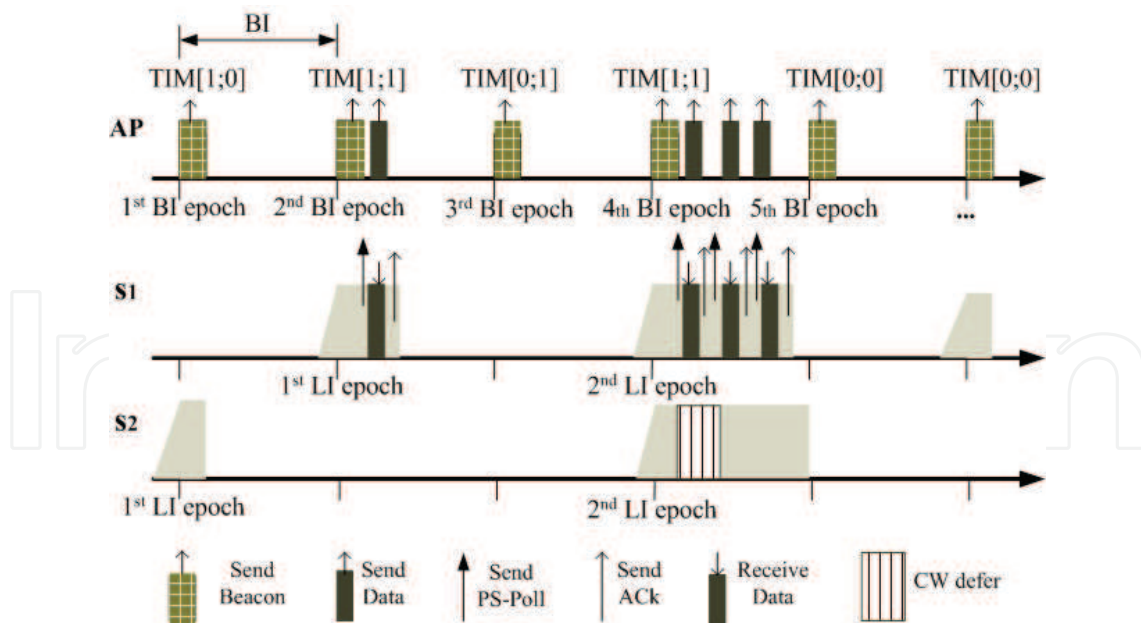 BI
TIM[1;0] TIM[1;1] TIM[0;1] TIM[1;1] TIM[0;0] TIM[0;0]
AP
1st BI epoch 2nd BI epoch 3rd BI epoch 4th BI epoch 5th BI epoch ...
S1
1st LI epoch 2nd LI epoch
S2
1st LI epoch 2nd LI epoch
Send Beacon
Send Data
Send PS-Poll
Send ACk
Receive Data
CW defer